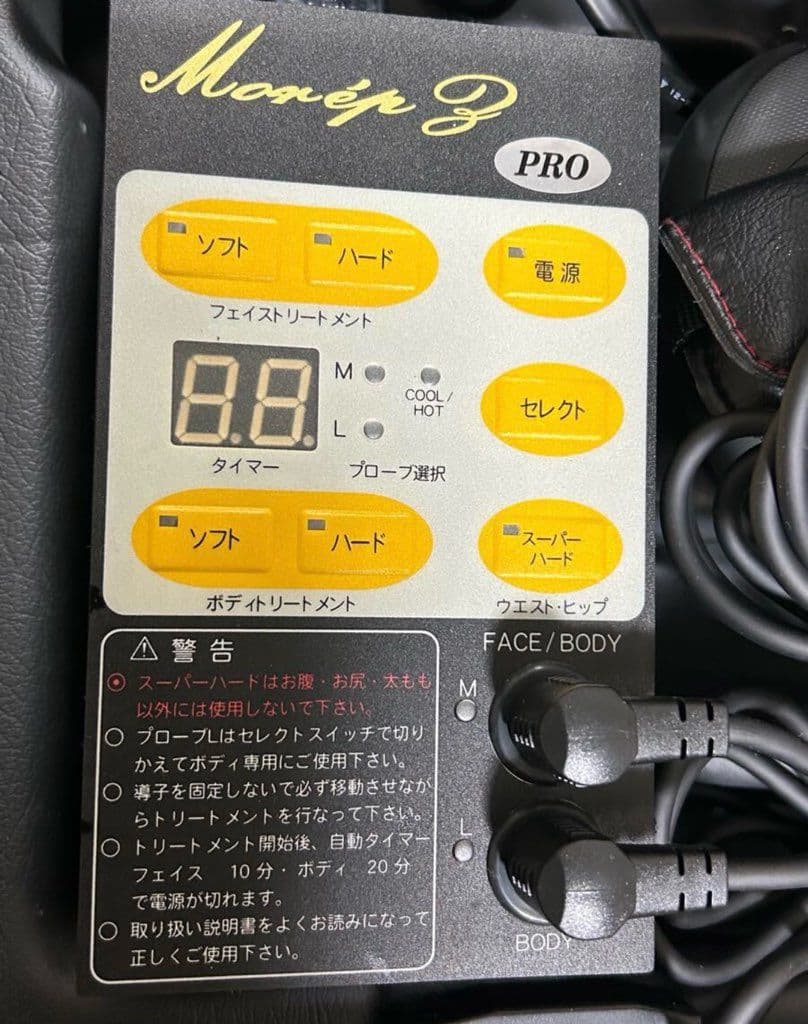 Morép Z
PRO
ソフト ハード 電源
フェイストリートメント
M
COOL/
HOT
セレクト
L
タイマー プローブ選択
ソフト ハード スーパー
ハード
ボディトリートメント ウエスト・ヒップ
警告
スーパーハードはお腹・お尻・太もも
以外には使用しないで下さい。
プローブLはセレクトスイッチで切り
かえてボディ専用にご使用下さい。
導子を固定しないで必ず移動させなが
らトリートメントを行なって下さい。
トリートメント開始後、自動タイマー
フェイス 10分・ボディ 20分
で電源が切れます。
取り扱い説明書をよくお読みになって
正しくご使用下さい。
FACE/BODY
M
L
BODY